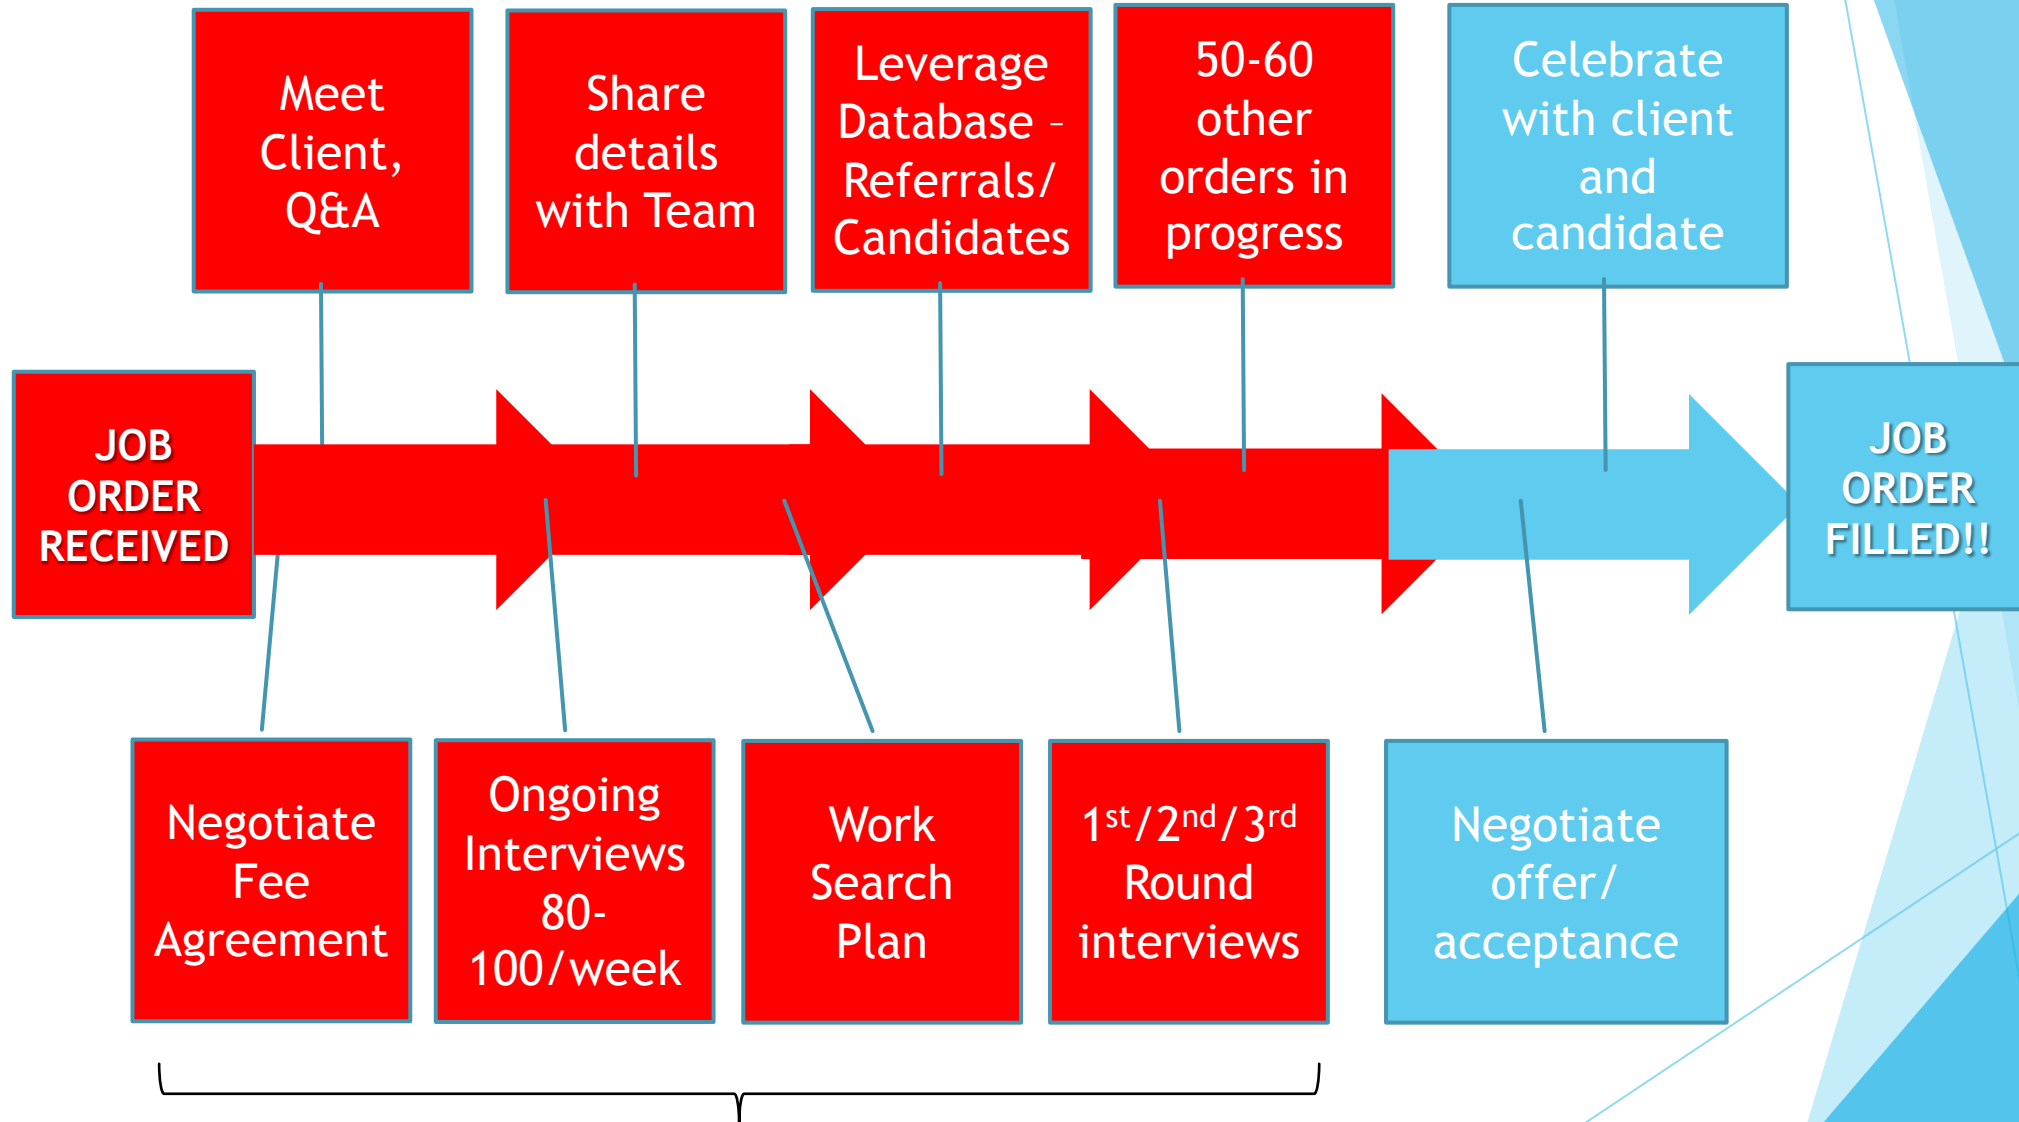 Meet
Client,
Q&A
Share
details
with Team
Leverage
Database –
Referrals/
Candidates
50-60
other
orders in
progress
Celebrate
with client
and
candidate
JOB
ORDER
RECEIVED
JOB
ORDER
FILLED!!
Negotiate
Fee
Agreement
Ongoing
Interviews
80-
100/week
Work
Search
Plan
1st/2nd/3rd
Round
interviews
Negotiate
offer/
acceptance